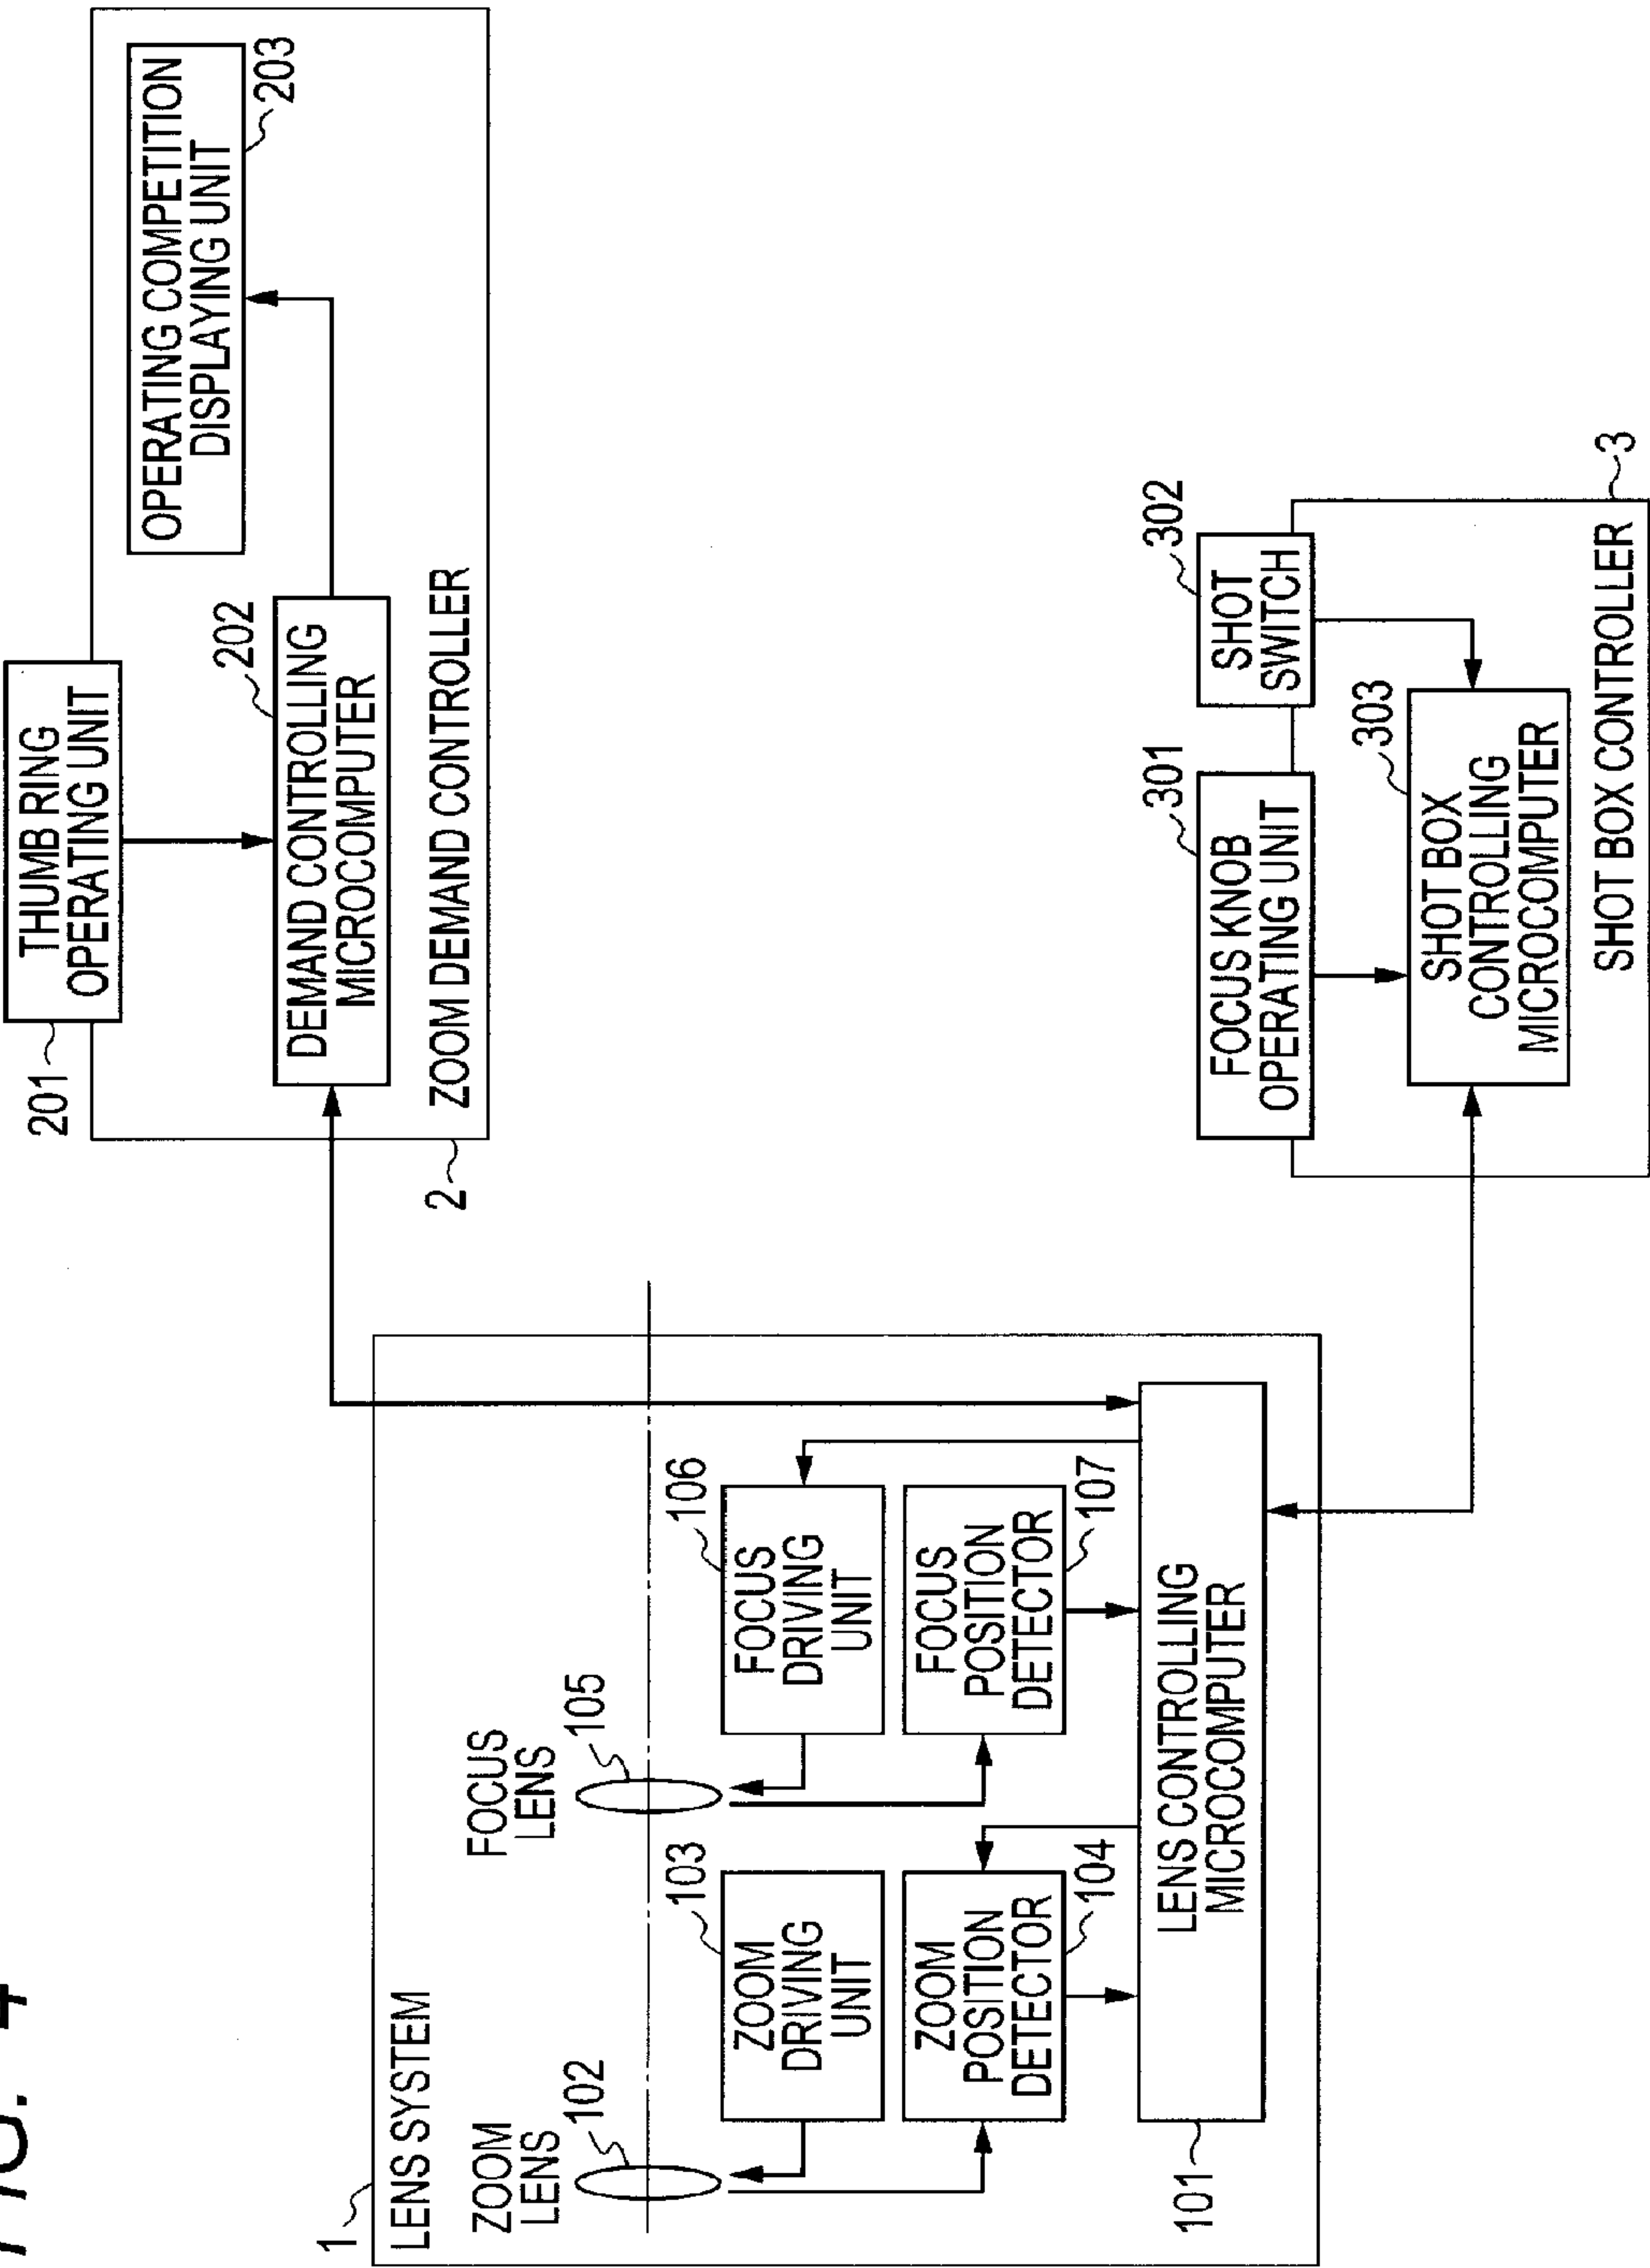 1
LENS SYSTEM
ZOOM
LENS
102
FOCUS
LENS
105
103
ZOOM
DRIVING
UNIT
106
FOCUS
DRIVING
UNIT
ZOOM
POSITION
DETECTOR
104
FOCUS
POSITION
DETECTOR
107
LENS CONTROLLING
MICROCOMPUTER
101
201
THUMB RING
OPERATING UNIT
202
DEMAND CONTROLLING
MICROCOMPUTER
OPERATING COMPETITION
DISPLAYING UNIT
203
ZOOM DEMAND CONTROLLER
2
301
FOCUS KNOB
OPERATING UNIT
302
SHOT
SWITCH
303
SHOT BOX
CONTROLLING
MICROCOMPUTER
SHOT BOX CONTROLLER
3